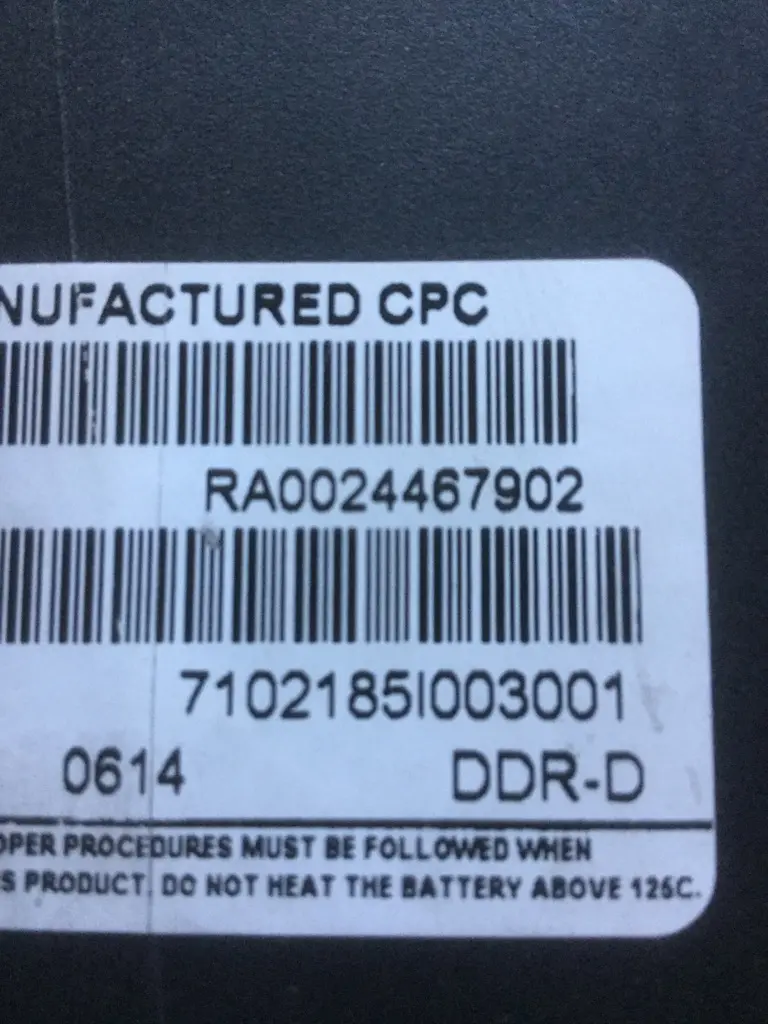 NUFACTURED CPC
RA0024467902
7102185I003001
0614 DDR-D
OPER PROCEDURES MUST BE FOLLOWED WHEN
S PRODUCT. DO NOT HEAT THE BATTERY ABOVE 125C.